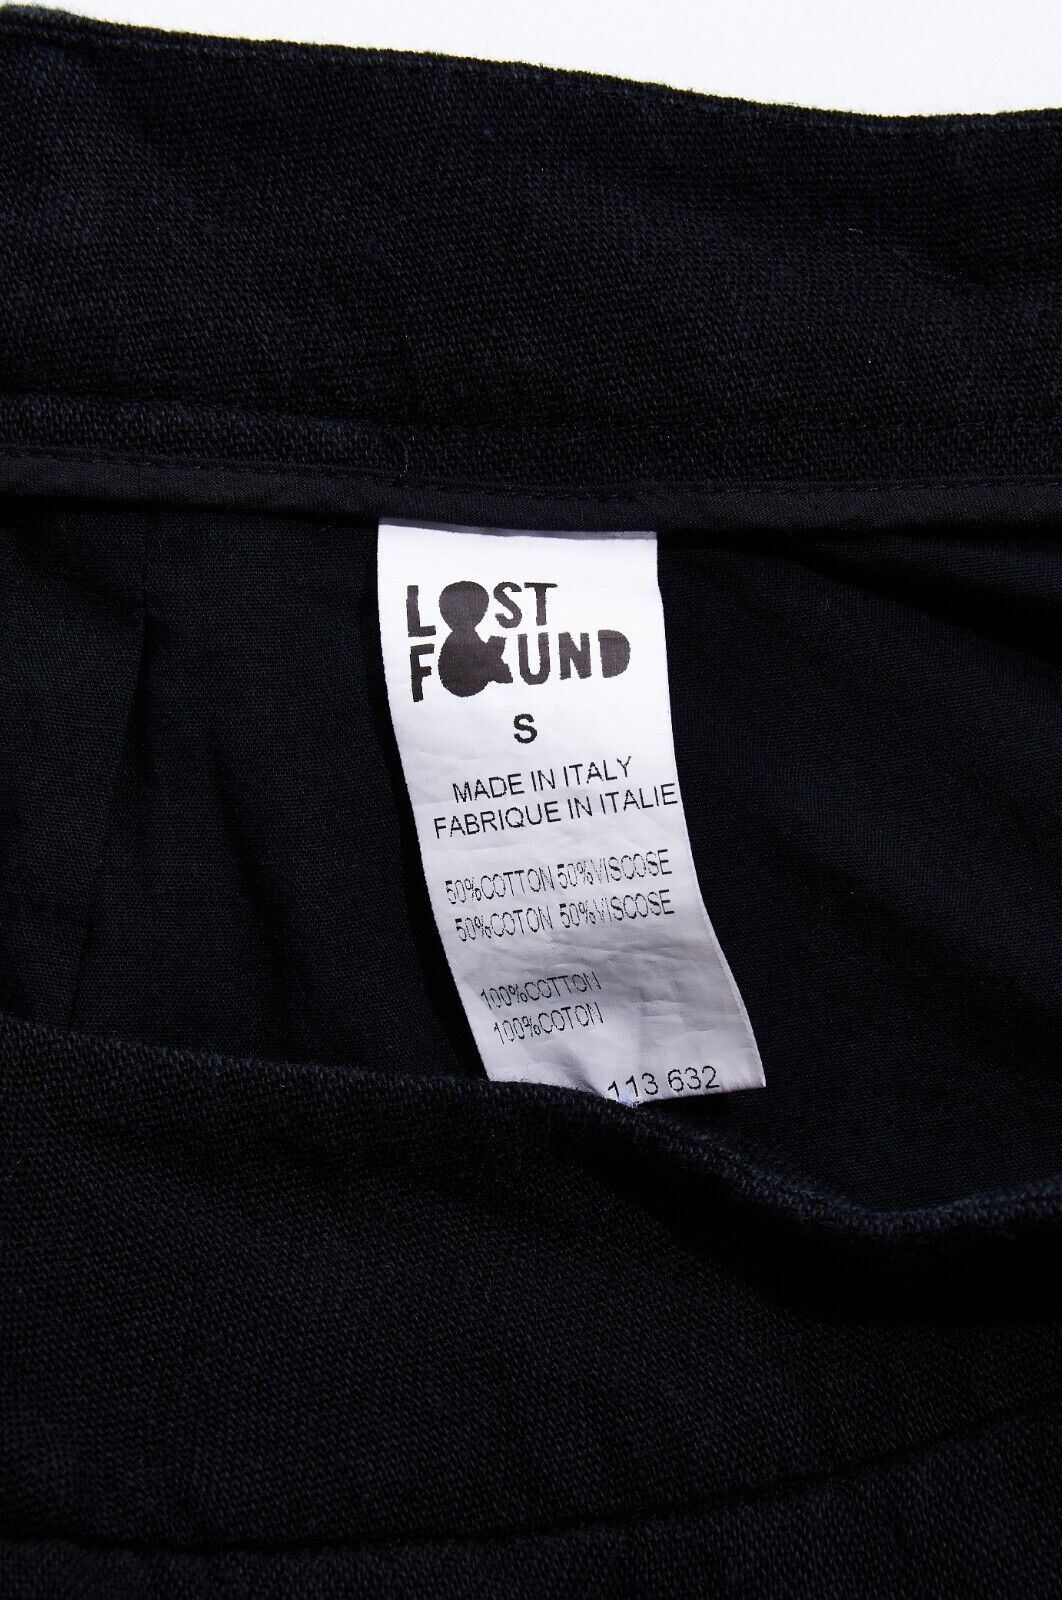 LOST
F&UND
S
MADE IN ITALY
FABRIQUE IN ITALIE
50%COTTON 50%VISCOSE
50%COTON 50%VISCOSE
100%COTTON
100%COTON
113 632